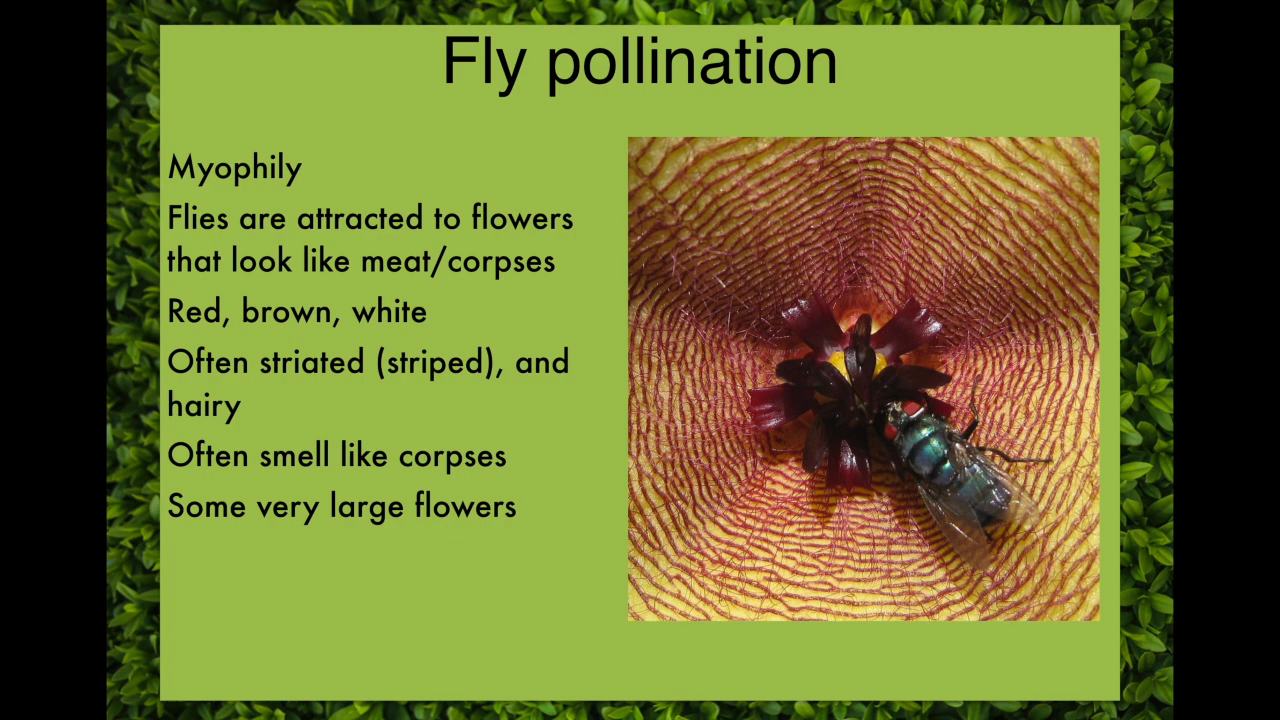 Fly pollination
Myophily
Flies are attracted to flowers
that look like meat/corpses
Red, brown, white
Often striated (striped), and
hairy
Often smell like corpses
Some very large flowers